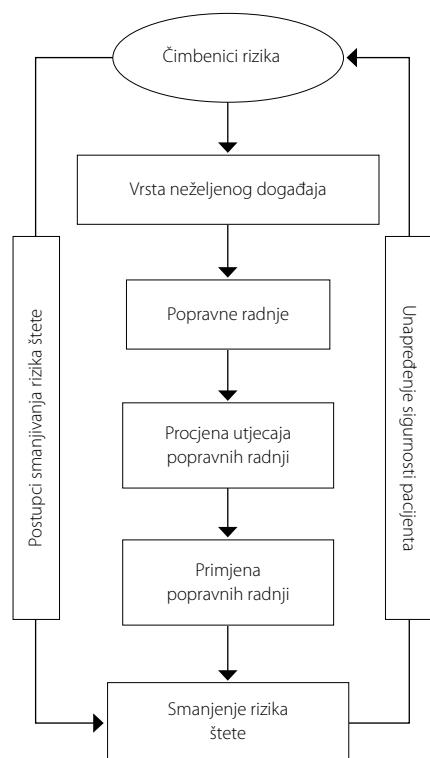 Čimbenici rizika
Vrsta neželjenog događaja
Popravne radnje
Procjena utjecaja
popravnih radnji
Primjena
popravnih radnji
Smanjenje rizika
štete
Postupci smanjivanja rizika štete
Unapređenje sigurnosti pacijenta